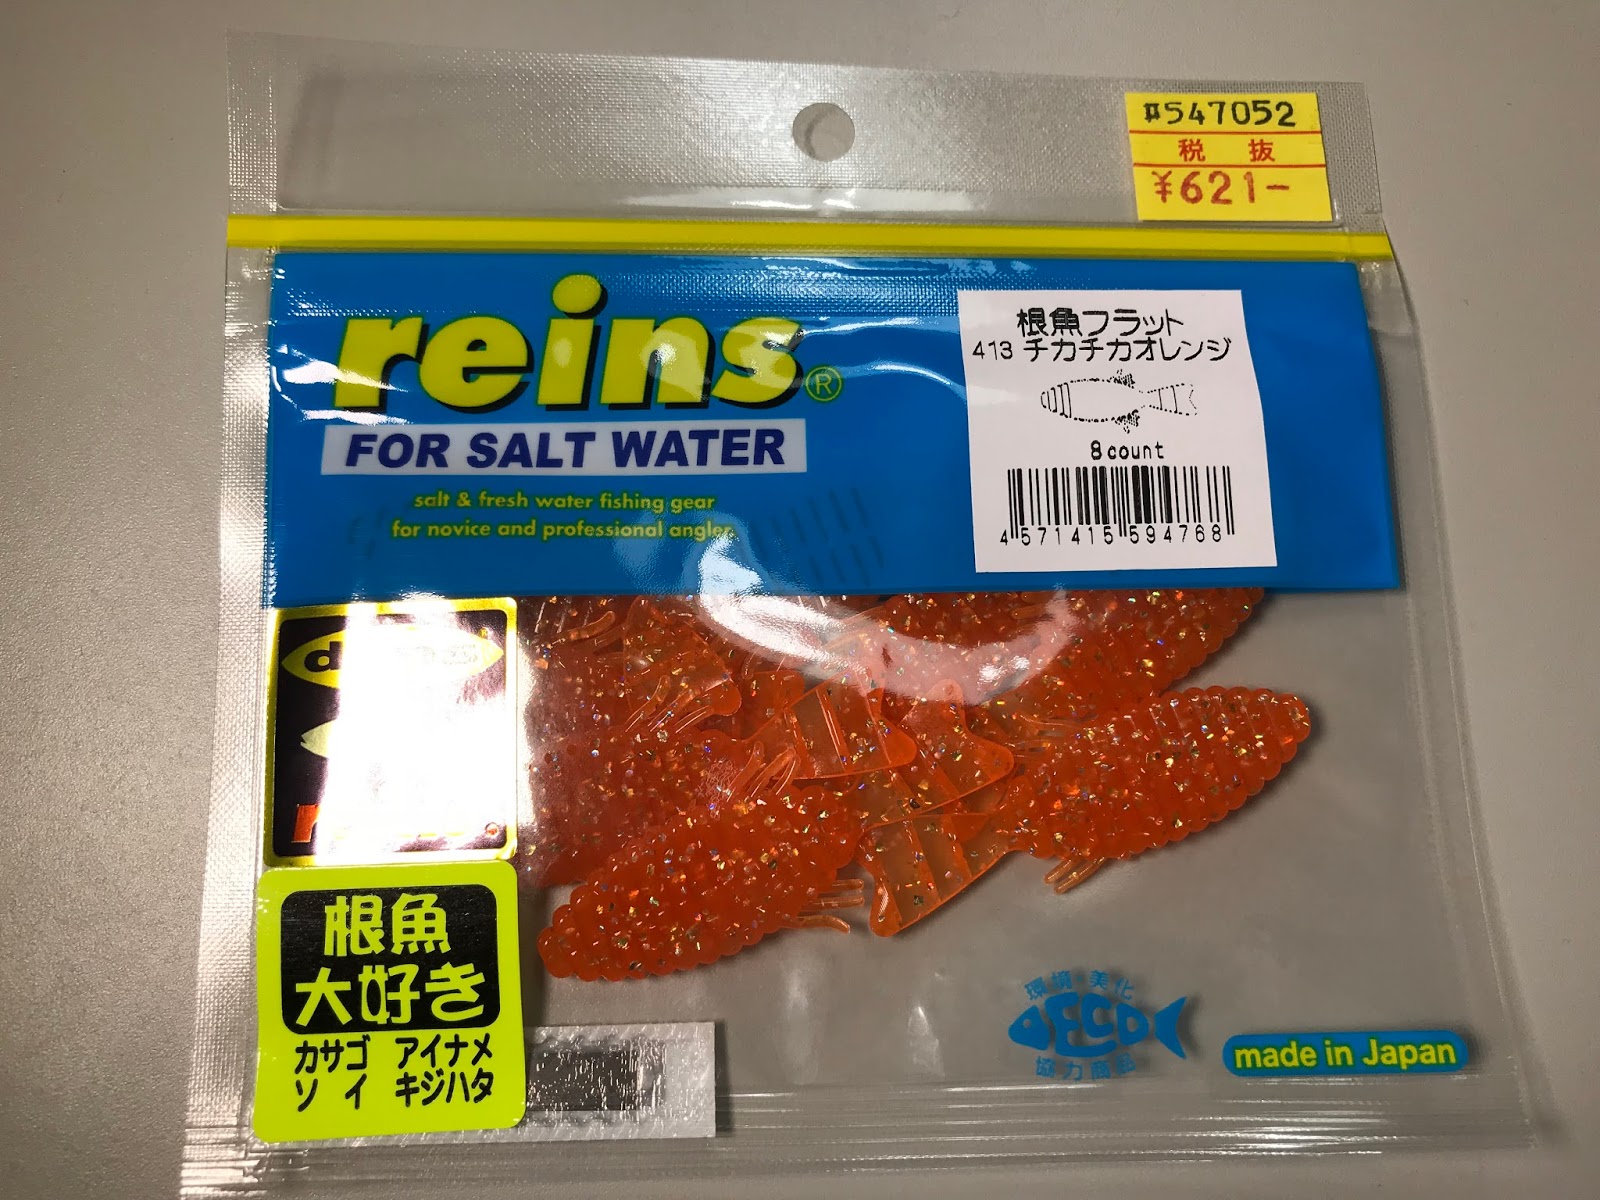 #547052
税 抜
¥621-
reins®
FOR SALT WATER
salt & fresh water fishing gear
for novice and professional angler
根魚フラット
413 チカチカオレンジ
8count
4 571415 594768
根魚
大好き
カサゴ アイナメ
ソイ キジハタ
環境・美化
ECO
協力商品
made in Japan